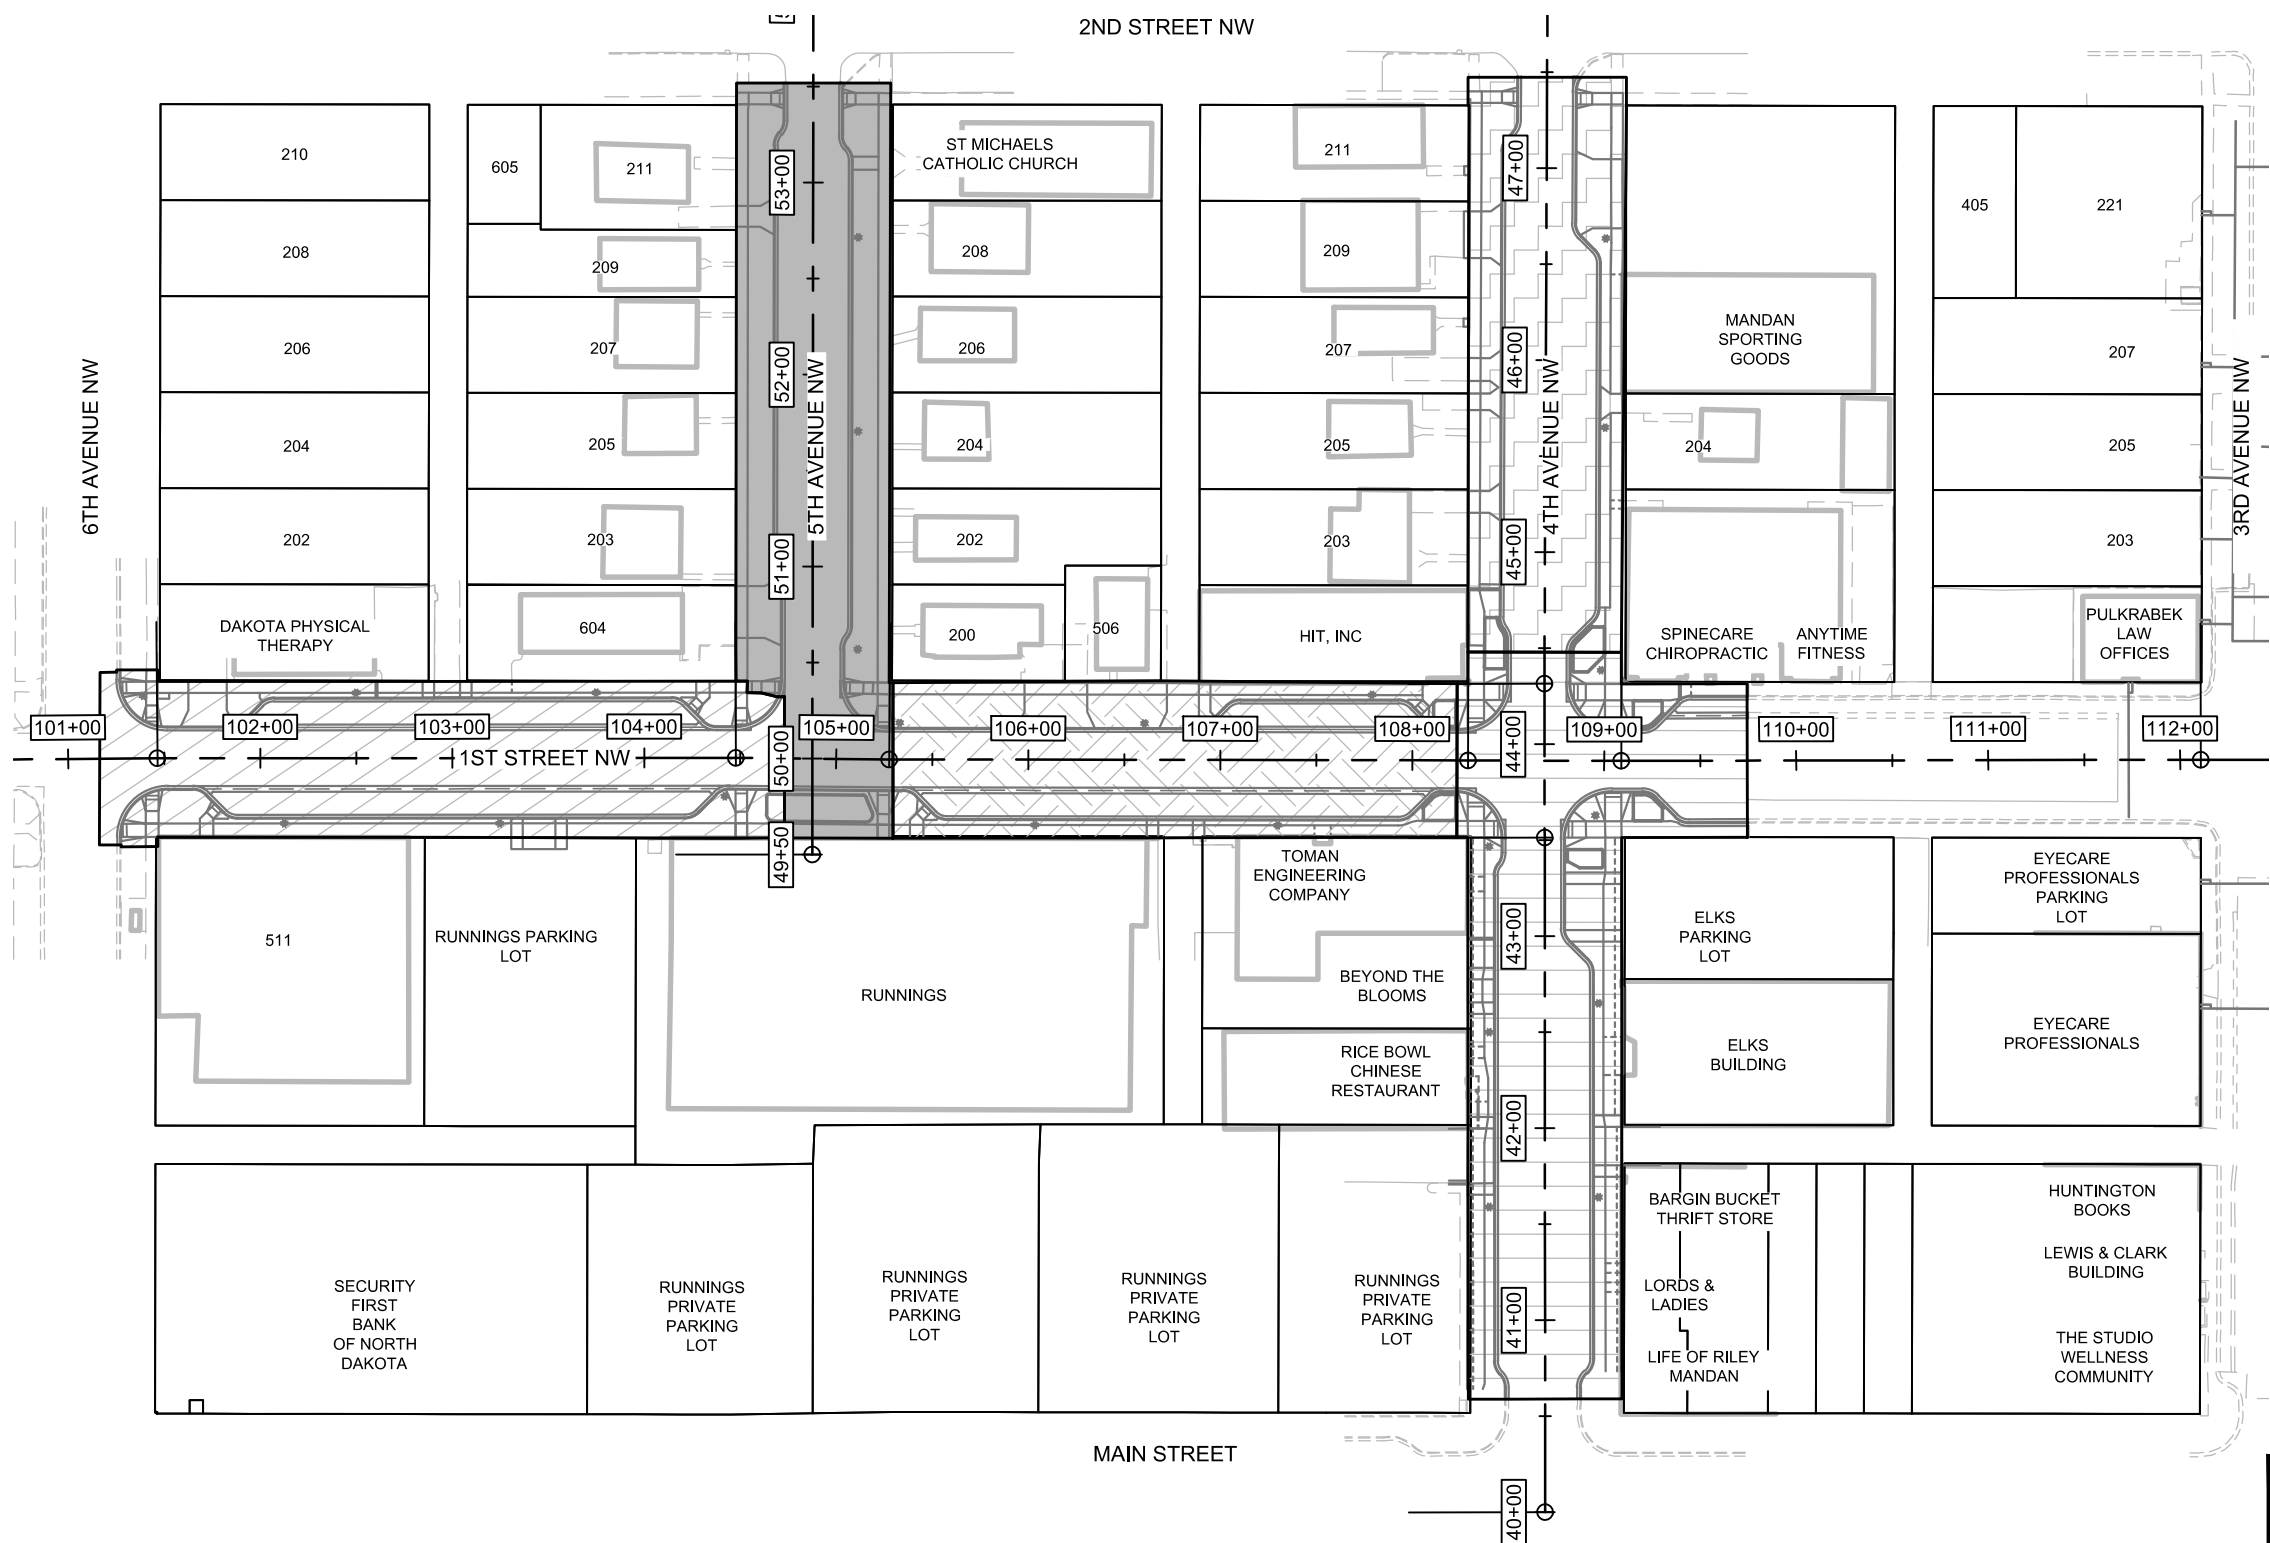 2ND STREET NW
210
605
211
ST MICHAELS
CATHOLIC CHURCH
211
53+00
47+00
405
221
208
209
208
209
206
207
206
207
MANDAN
SPORTING
GOODS
207
6TH AVENUE NW
52+00
5TH AVENUE NW
46+00
4TH AVENUE NW
3RD AVENUE NW
204
205
204
205
204
205
202
203
202
203
203
51+00
45+00
DAKOTA PHYSICAL
THERAPY
604
200
506
HIT, INC
SPINECARE
CHIROPRACTIC
ANYTIME
FITNESS
PULKRABEK
LAW
OFFICES
101+00
102+00
103+00
104+00
105+00
106+00
107+00
108+00
109+00
110+00
111+00
112+00
1ST STREET NW
50+00
44+00
49+50
511
RUNNINGS PARKING
LOT
RUNNINGS
TOMAN
ENGINEERING
COMPANY
BEYOND THE
BLOOMS
RICE BOWL
CHINESE
RESTAURANT
43+00
ELKS
PARKING
LOT
ELKS
BUILDING
EYECARE
PROFESSIONALS
PARKING
LOT
EYECARE
PROFESSIONALS
42+00
SECURITY
FIRST
BANK
OF NORTH
DAKOTA
RUNNINGS
PRIVATE
PARKING
LOT
RUNNINGS
PRIVATE
PARKING
LOT
RUNNINGS
PRIVATE
PARKING
LOT
RUNNINGS
PRIVATE
PARKING
LOT
41+00
BARGIN BUCKET
THRIFT STORE
LORDS &
LADIES
LIFE OF RILEY
MANDAN
HUNTINGTON
BOOKS
LEWIS & CLARK
BUILDING
THE STUDIO
WELLNESS
COMMUNITY
MAIN STREET
40+00